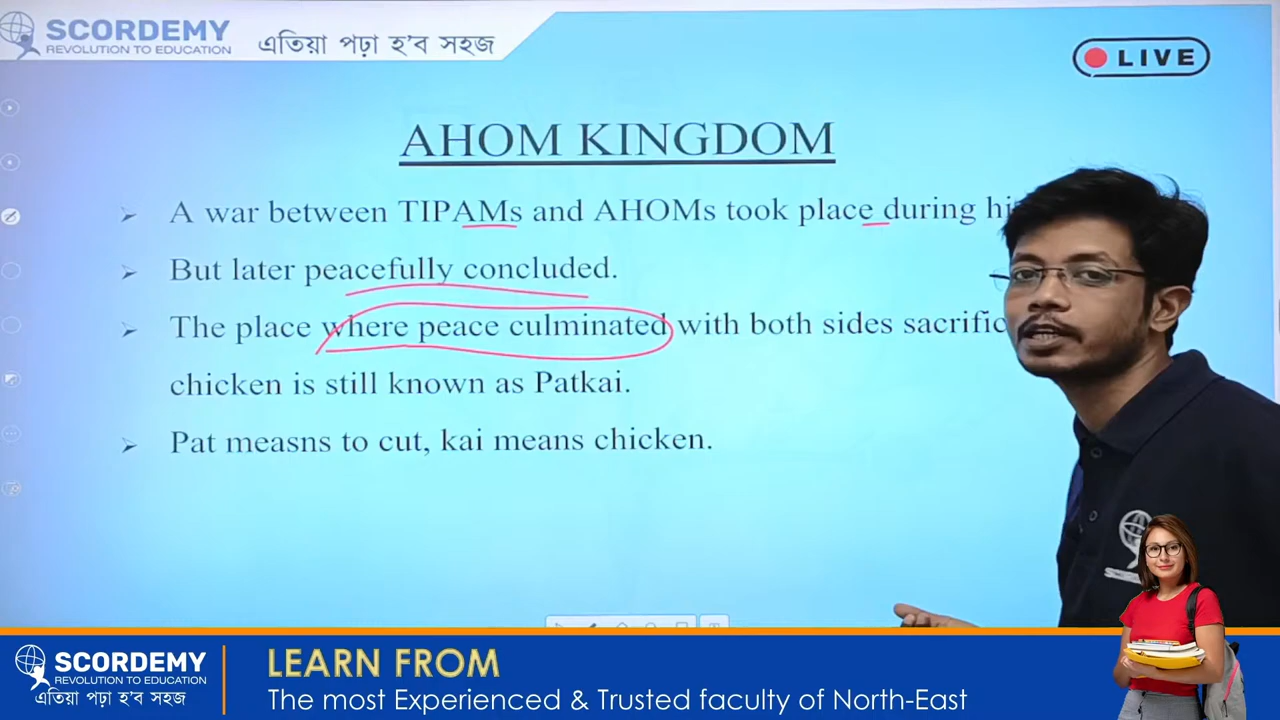 SCORDEMY
REVOLUTION TO EDUCATION
এতিয়া পঢ়া হ'ব সহজ
LIVE
AHOM KINGDOM
➢ A war between TIPAMs and AHOMs took place during
➢ But later peacefully concluded.
➢ The place where peace culminated with both sides
chicken is still known as Patkai.
➢ Pat measns to cut, kai means chicken.
SCORDEMY
REVOLUTION TO EDUCATION
এতিয়া পঢ়া হ'ব সহজ
LEARN FROM
The most Experienced & Trusted faculty of North-East